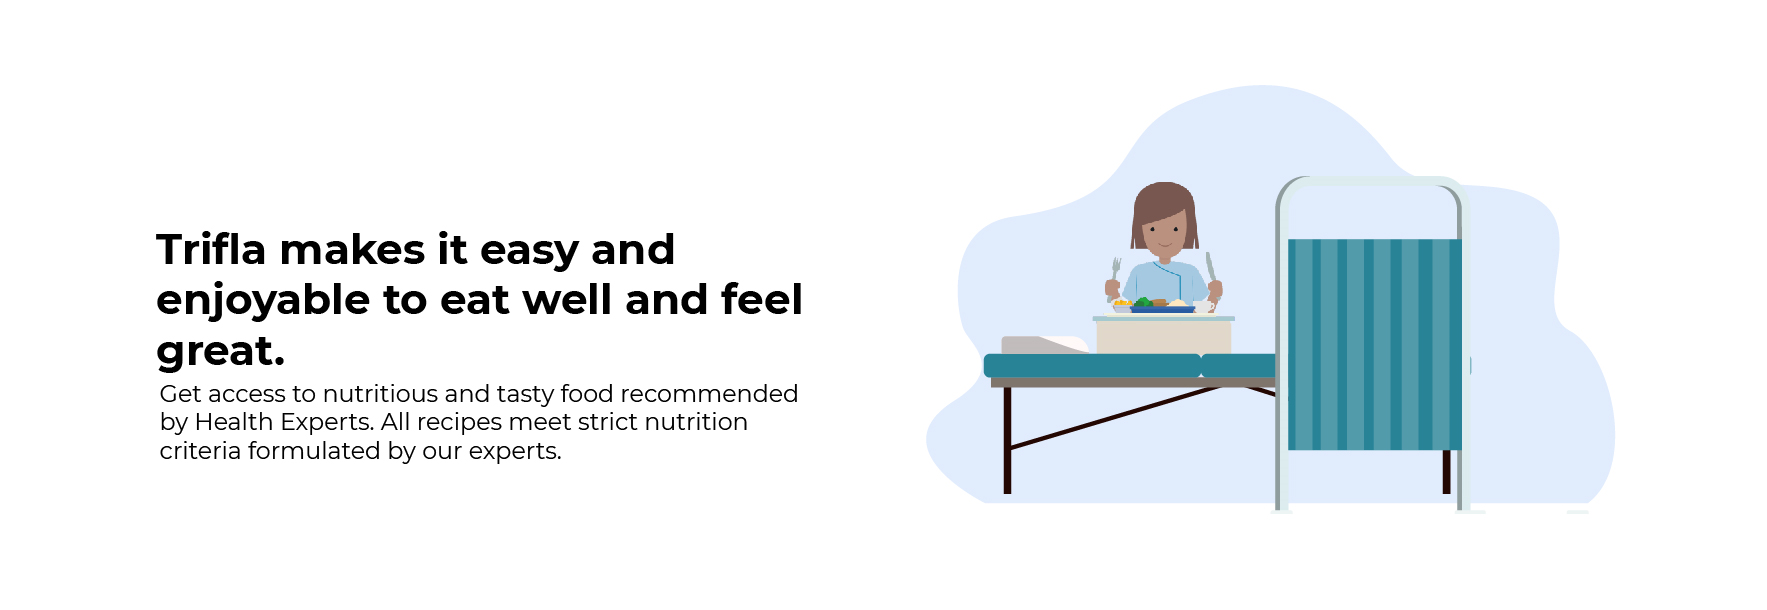 Trifla makes it easy and
enjoyable to eat well and feel
great.
Get access to nutritious and tasty food recommended
by Health Experts. All recipes meet strict nutrition
criteria formulated by our experts.